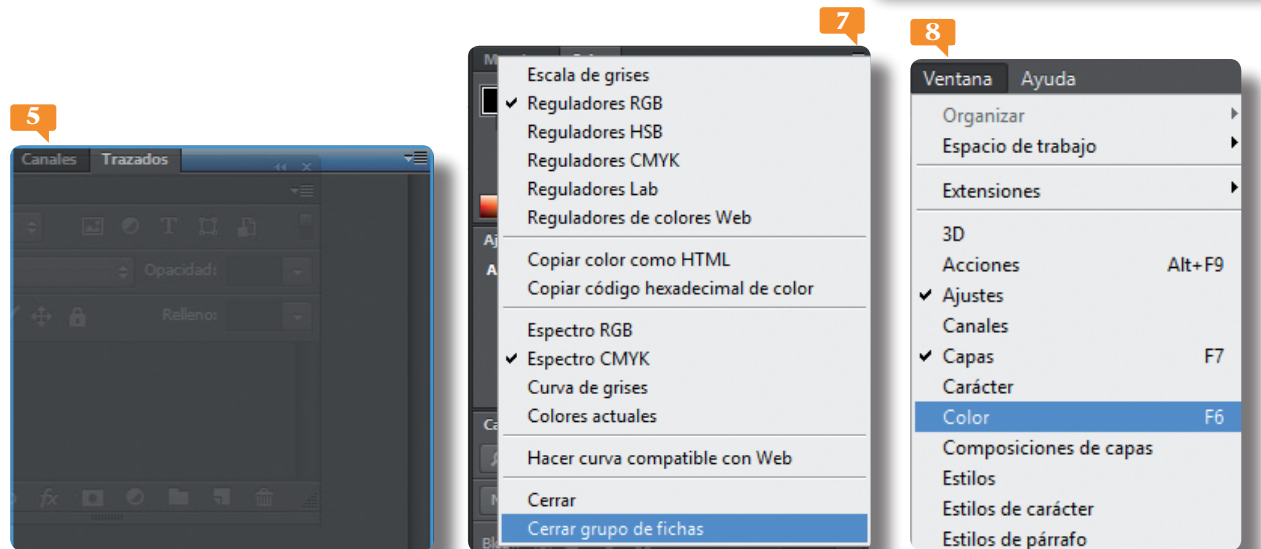 5
Canales Trazados
Opacidad:
Relleno:
fx
7
Escala de grises
Reguladores RGB
Reguladores HSB
Reguladores CMYK
Reguladores Lab
Reguladores de colores Web
Copiar color como HTML
Copiar código hexadecimal de color
Espectro RGB
Espectro CMYK
Curva de grises
Colores actuales
Hacer curva compatible con Web
Cerrar
Cerrar grupo de fichas
8
Ventana Ayuda
Organizar
Espacio de trabajo
Extensiones
3D
Acciones Alt+F9
Ajustes
Canales
Capas F7
Carácter
Color F6
Composiciones de capas
Estilos
Estilos de carácter
Estilos de párrafo